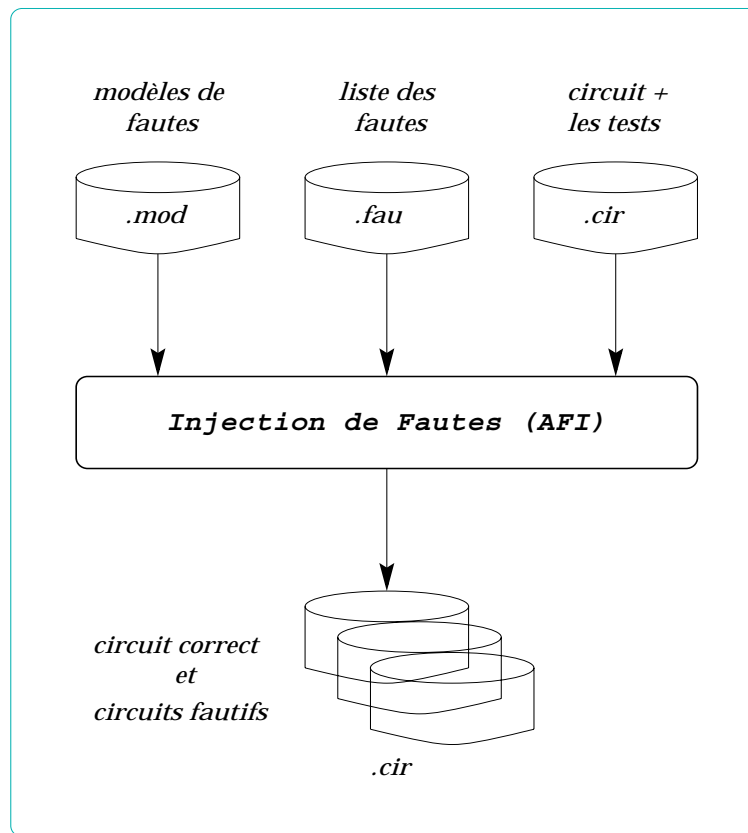 modèles de
fautes
liste des
fautes
circuit +
les tests
.mod
.fau
.cir
Injection de Fautes (AFI)
circuit correct
et
circuits fautifs
.cir